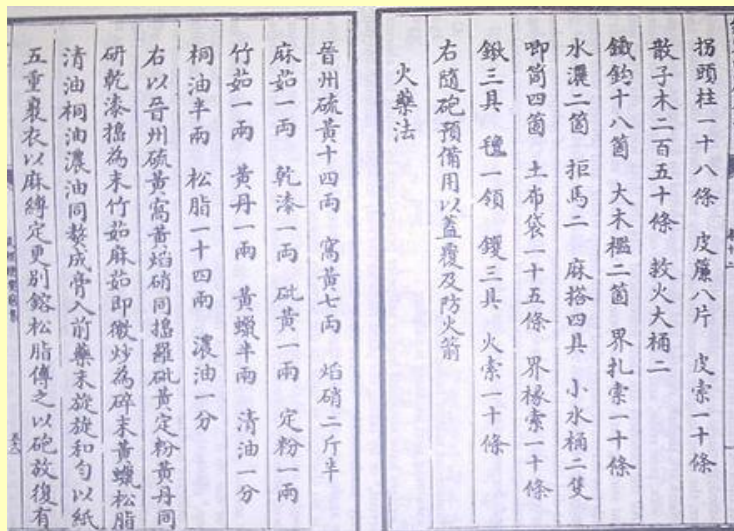 拐頭柱一十八條　皮簾八片　皮索一十條
散子木二百五十條　救火大桶二
鐵鈎十八箇　大木檻二箇　界扎索一十條
水濃二箇　拒馬二　麻搭四具　小水桶二隻
唧筒四箇　土布袋一十五條　界椽索一十條
鍬三具　氊一領　钁三具　火索一十條
右隨砲預備用以蓋覆及防火箭
火藥法
晉州硫黃十四兩　窩黃七兩　焰硝二斤半
麻茹一兩　乾漆一兩　砒黃一兩　定粉一兩
竹茹一兩　黃丹一兩　黃蠟半兩　清油一分
桐油半兩　松脂一十四兩　濃油一分
右以晉州硫黃窩黃焰硝同搗羅砒黃定粉黃丹同
研乾漆搗為末竹茹麻茹即微炒為碎末黃蠟松脂
清油桐油濃油同熬成膏入前藥末旋旋和勻以紙
五重裹衣以麻縛定更別鎔松脂傅之以砲放復有